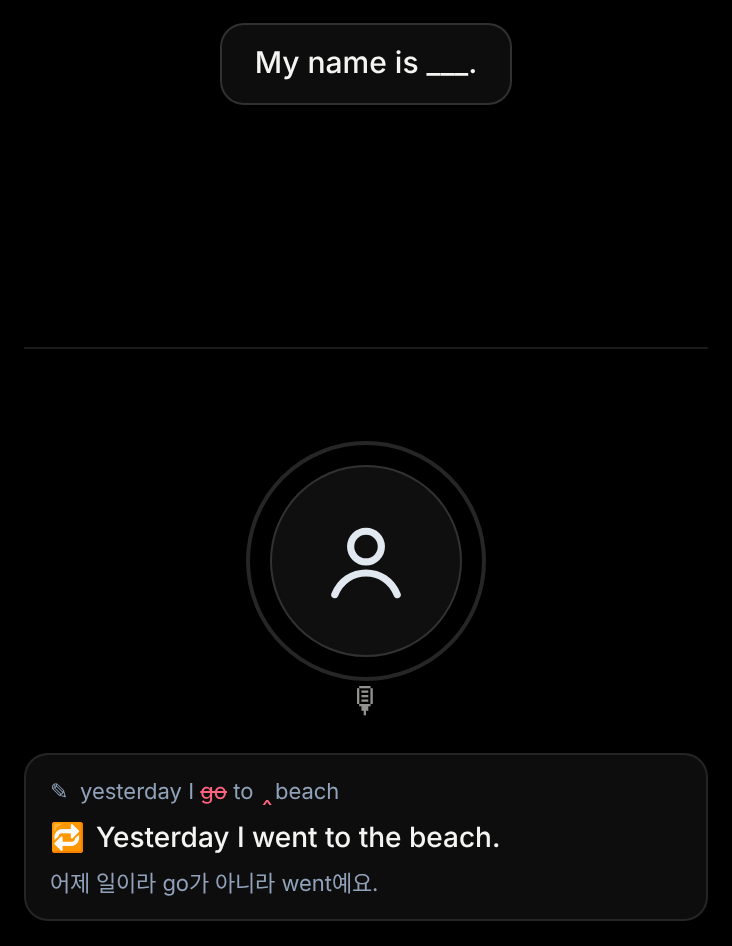 My name is ___.
yesterday I go to ‸beach
Yesterday I went to the beach.
어제 일이라 go가 아니라 went예요.